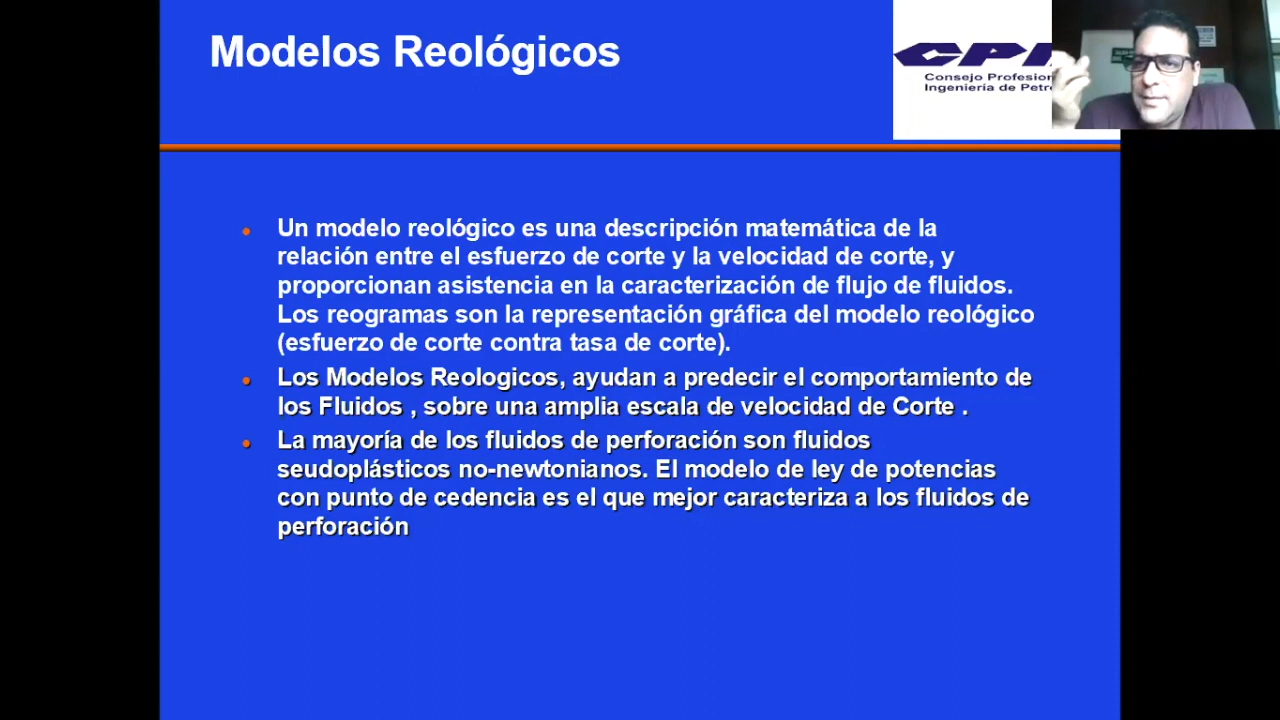 Modelos Reológicos
Consejo Profesion
Ingeniería de Petr
Un modelo reológico es una descripción matemática de la
relación entre el esfuerzo de corte y la velocidad de corte, y
proporcionan asistencia en la caracterización de flujo de fluidos.
Los reogramas son la representación gráfica del modelo reológico
(esfuerzo de corte contra tasa de corte).
Los Modelos Reologicos, ayudan a predecir el comportamiento de
los Fluidos , sobre una amplia escala de velocidad de Corte .
La mayoría de los fluidos de perforación son fluidos
seudoplásticos no-newtonianos. El modelo de ley de potencias
con punto de cedencia es el que mejor caracteriza a los fluidos de
perforación